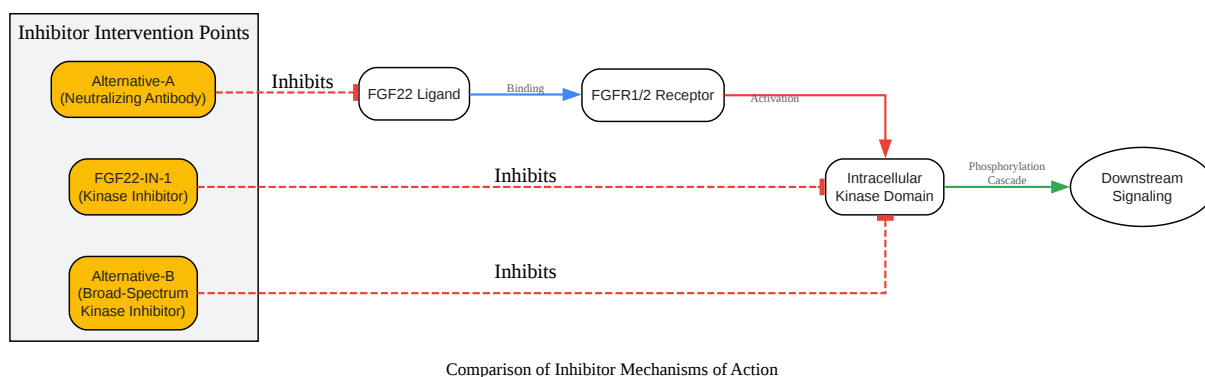 Inhibitor Intervention Points
Alternative-A
(Neutralizing Antibody)
Inhibits
FGF22 Ligand
Binding
FGFR1/2 Receptor
Activation
FGF22-IN-1
(Kinase Inhibitor)
Inhibits
Intracellular
Kinase Domain
Phosphorylation
Cascade
Downstream
Signaling
Alternative-B
(Broad-Spectrum
Kinase Inhibitor)
Inhibits
Comparison of Inhibitor Mechanisms of Action